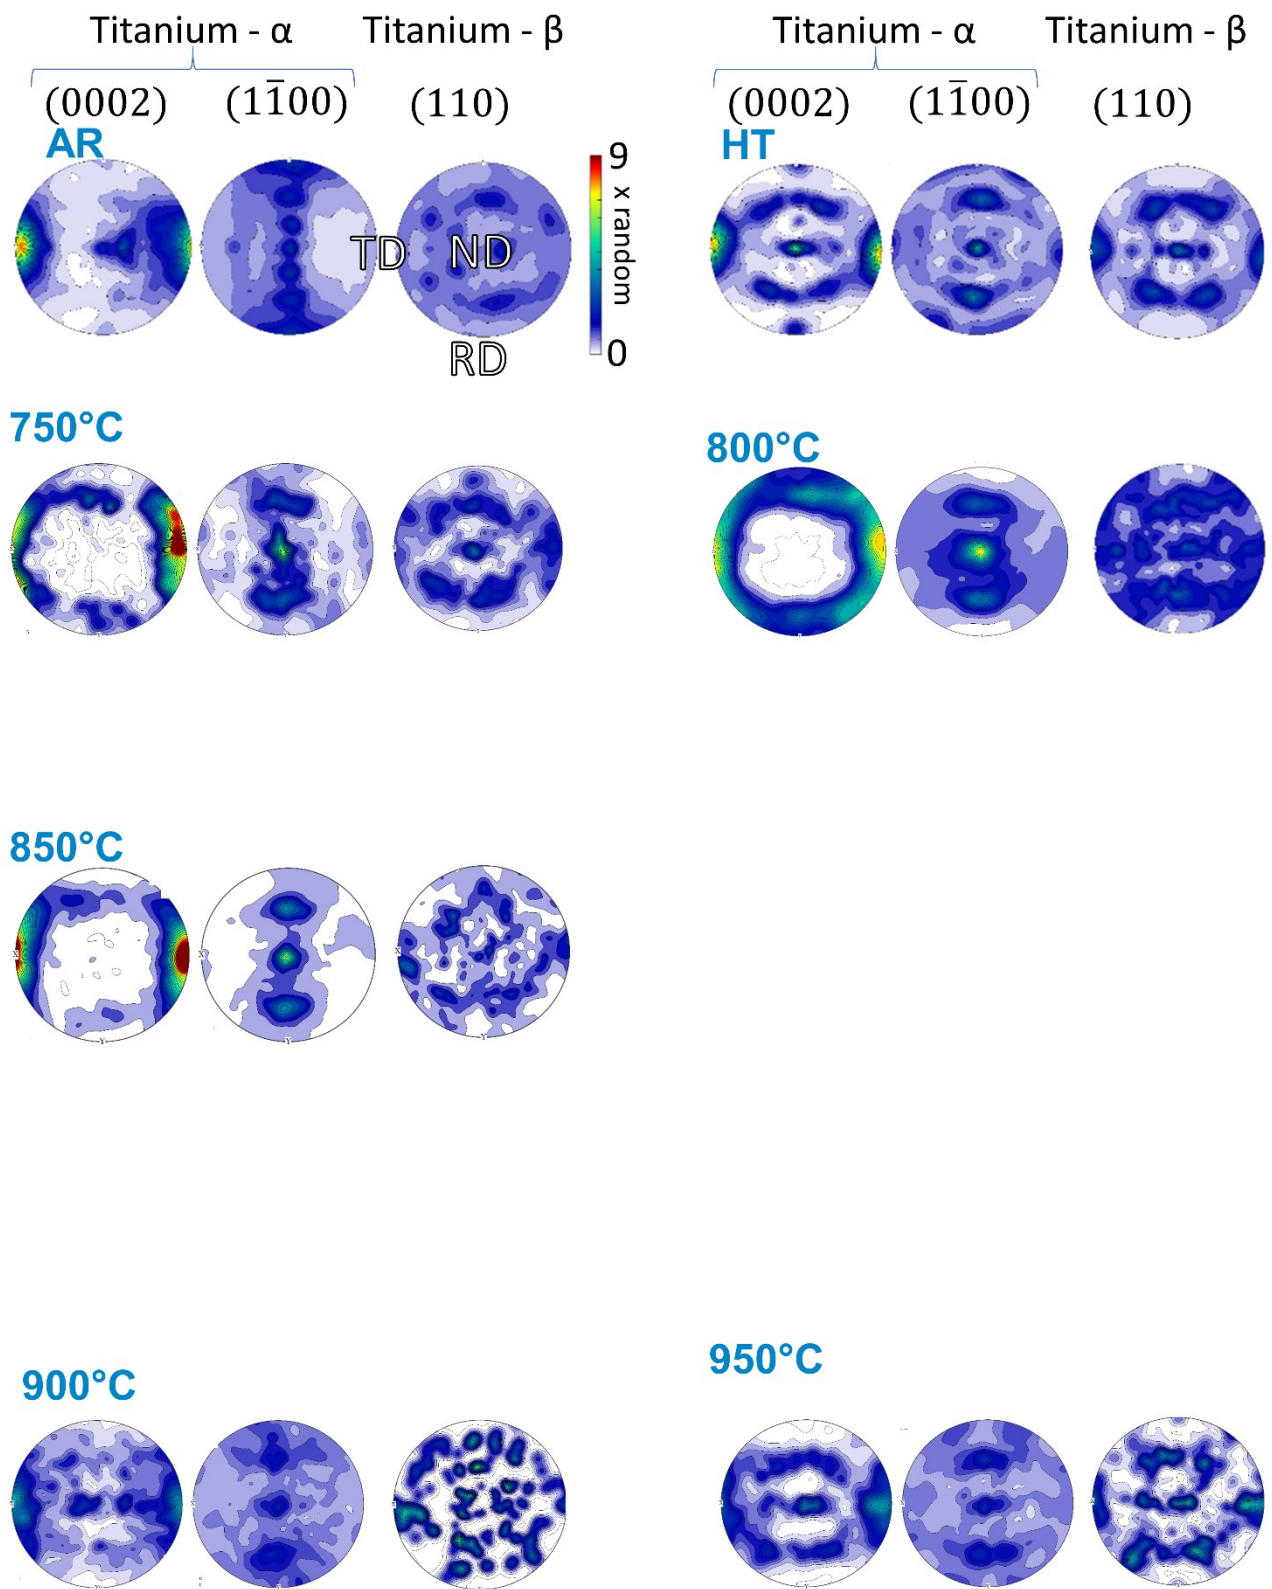 Titanium - α Titanium - β Titanium - α Titanium - β
(0002) (11̅00) (110) (0002) (11̅00) (110)
AR HT
9
x random
0
TD ND
RD
750°C 800°C
850°C
X X X
Y Y Y
900°C 950°C